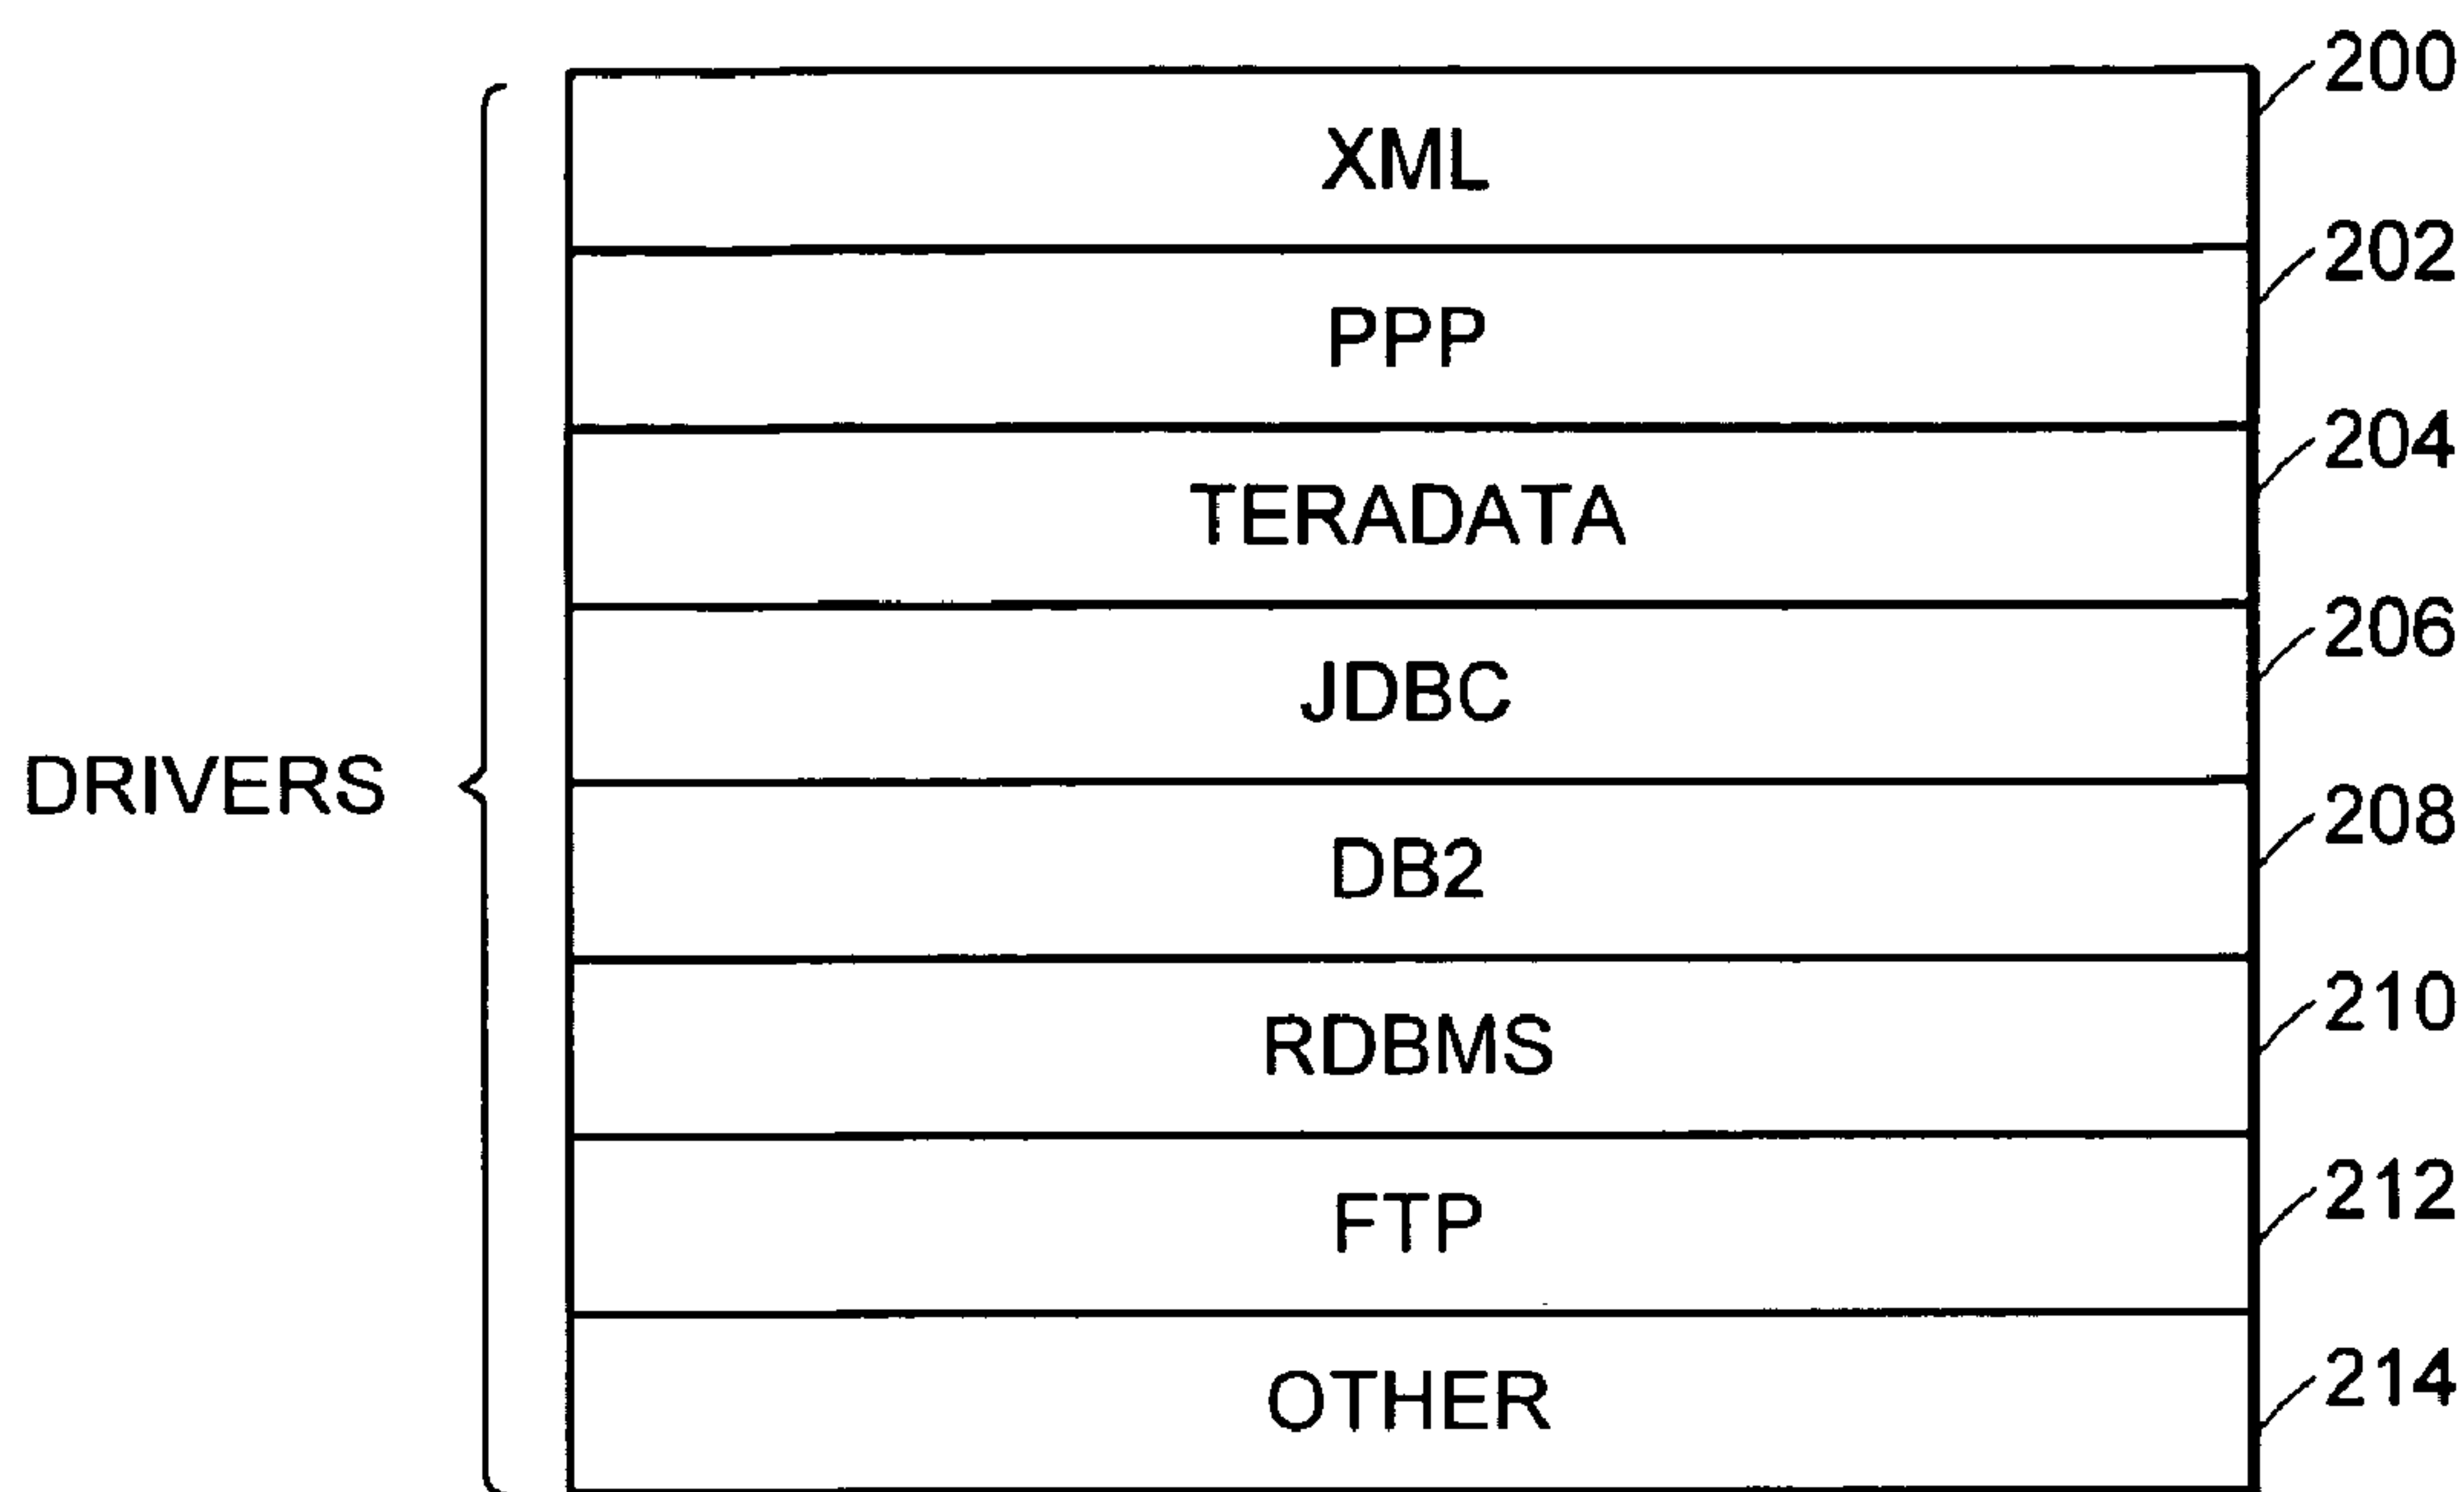 200
XML
202
PPP
204
TERADATA
206
JDBC
DRIVERS
208
DB2
210
RDBMS
212
FTP
214
OTHER